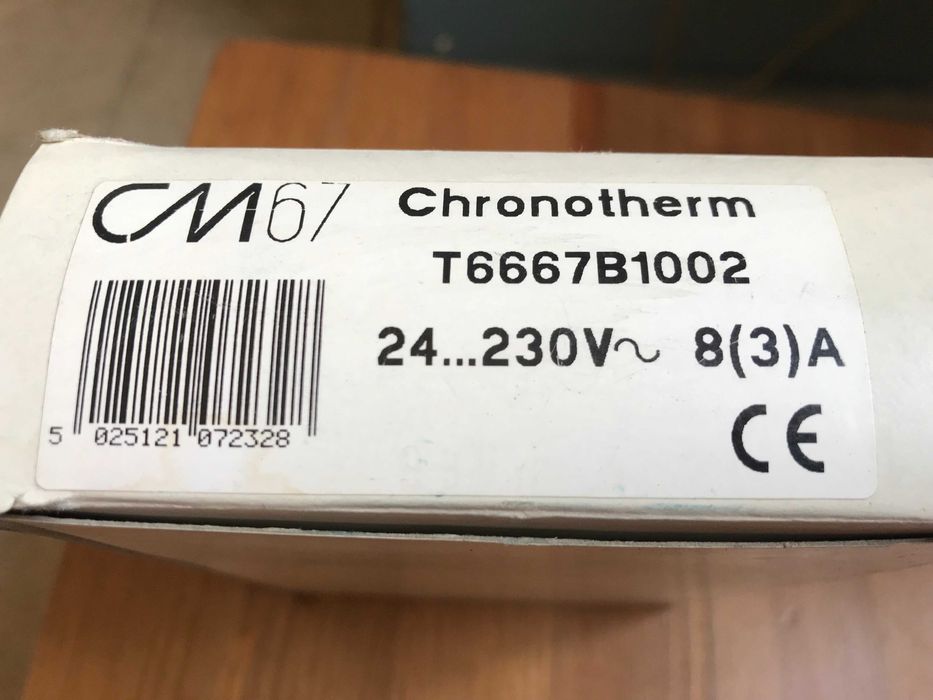 CM67 Chronotherm
T6667B1002
24...230V~ 8(3)A
5 025121 072328
CE